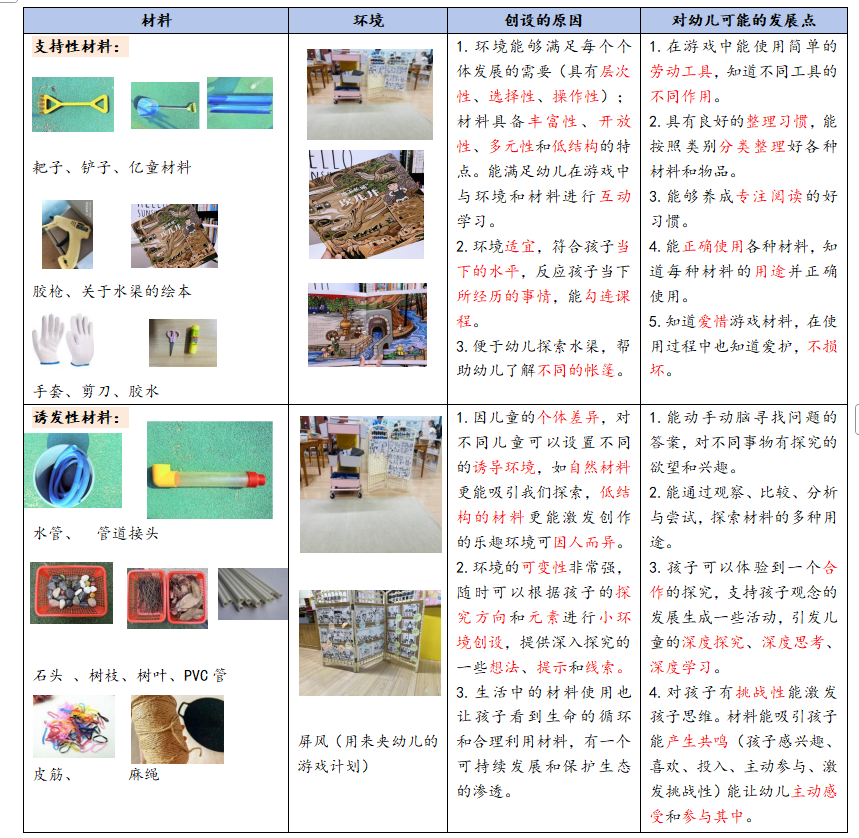 材料
环境
创设的原因
对幼儿可能的发展点
支持性材料：
耙子、铲子、亿童材料
胶枪、关于水渠的绘本
手套、剪刀、胶水
1.环境能够满足每个个
体发展的需要（具有层次
性、选择性、操作性）；
材料具备丰富性、开放
性、多元性和低结构的特
点。能满足幼儿在游戏中
与环境和材料进行互动
学习。
2.环境适宜，符合孩子当
下的水平，反应孩子当下
所经历的事情，能勾连课
程。
3.便于幼儿探索水渠，帮
助幼儿了解不同的帐篷。
1.在游戏中能使用简单的
劳动工具，知道不同工具的
不同作用。
2.具有良好的整理习惯，能
按照类别分类整理好各种
材料和物品。
3.能够养成专注阅读的好
习惯。
4.能正确使用各种材料，知
道每种材料的用途并正确
使用。
5.知道爱惜游戏材料，在使
用过程中也知道爱护，不损
坏。
诱发性材料：
水管、 管道接头
石头 、树枝、树叶、PVC 管
皮筋、 麻绳
屏风（用来夹幼儿的
游戏计划）
1.因儿童的个体差异，对
不同儿童可以设置不同
的诱导环境，如自然材料
更能吸引我们探索，低结
构的材料更能激发创作
的乐趣环境可因人而异。
2.环境的可变性非常强，
随时可以根据孩子的探
究方向和元素进行小环
境创设，提供深入探究的
一些想法、提示和线索。
3.生活中的材料使用也
让孩子看到生命的循环
和合理利用材料，有一个
可持续发展和保护生态
的渗透。
1.能动手动脑寻找问题的
答案，对不同事物有探究的
欲望和兴趣。
2.能通过观察、比较、分析
与尝试，探索材料的多种用
途。
3.孩子可以体验到一个合
作的探究，支持孩子观念的
发展生成一些活动，引发儿
童的深度探究、深度思考、
深度学习。
4.对孩子有挑战性能激发
孩子思维。材料能吸引孩子
能产生共鸣（孩子感兴趣、
喜欢、投入、主动参与、激
发挑战性）能让幼儿主动感
受和参与其中。